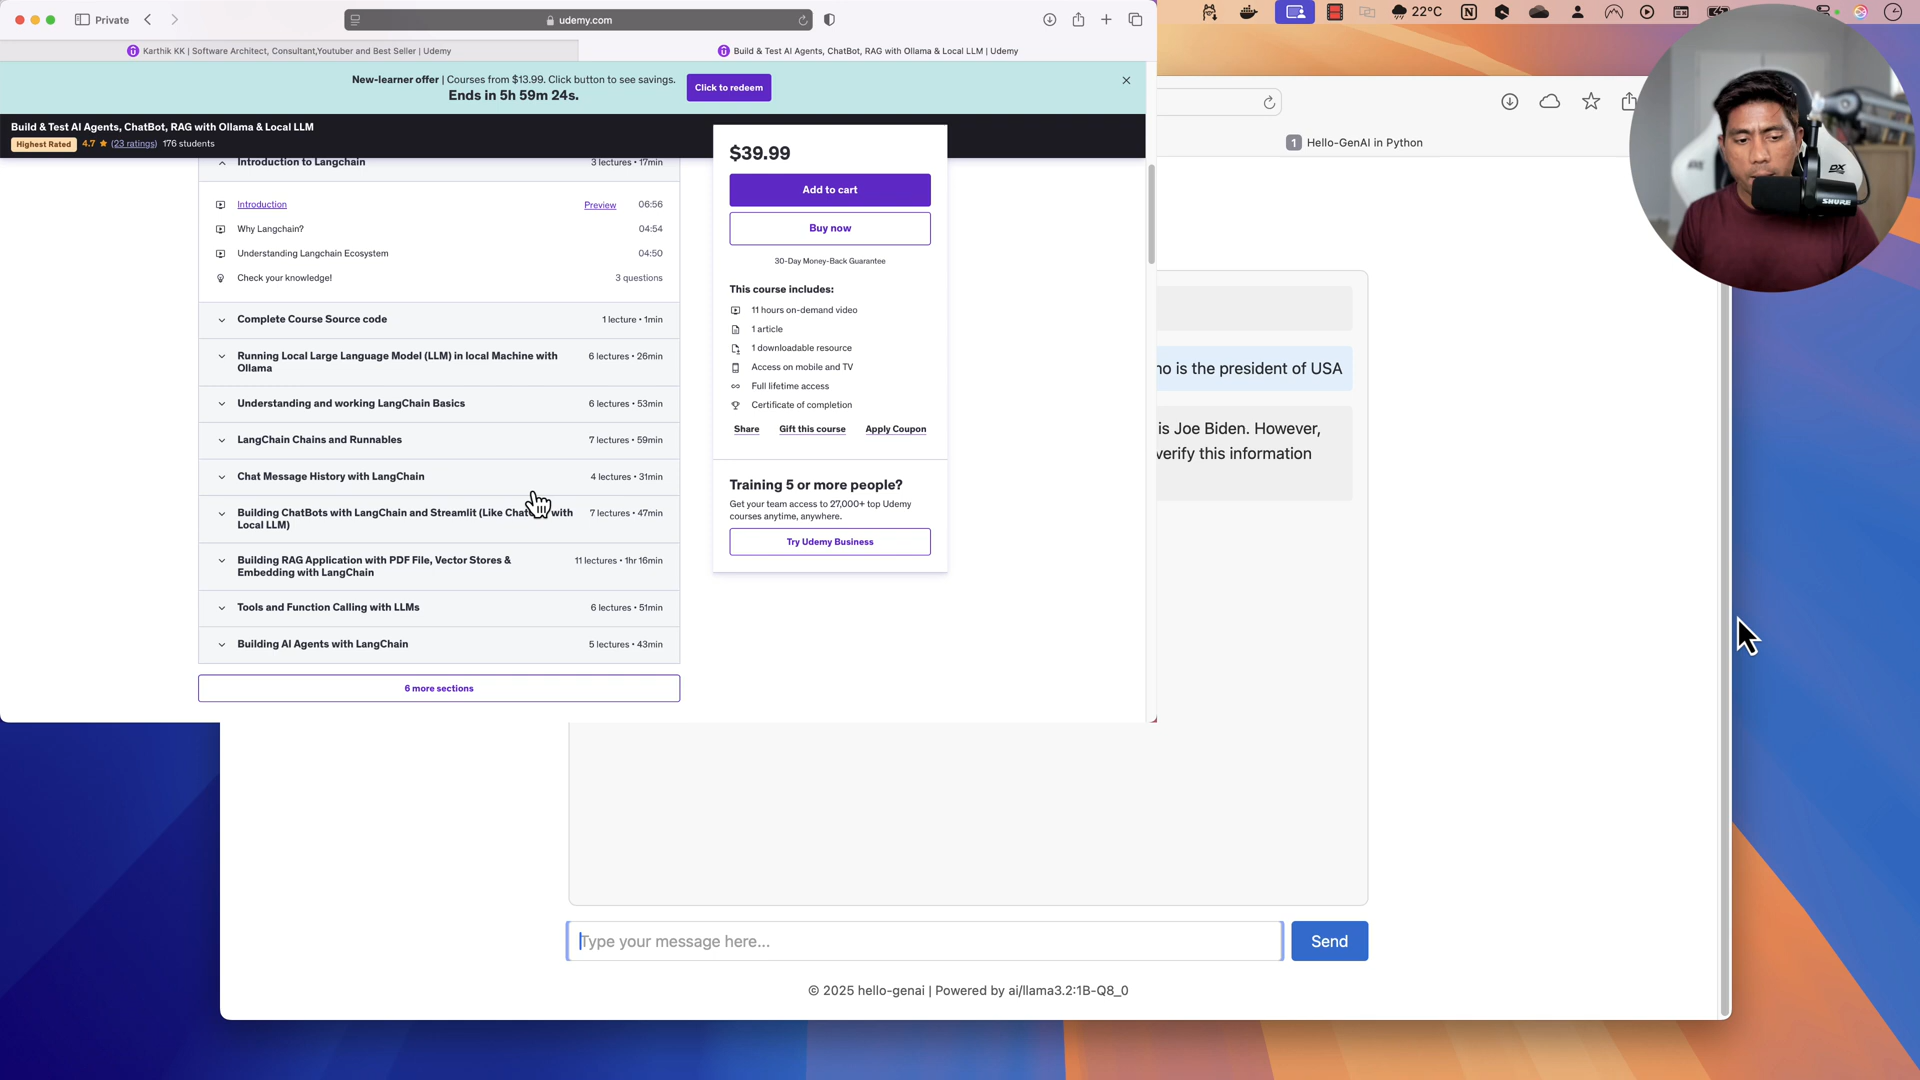 Private
udemy.com
22°C
Karthik KK | Software Architect, Consultant,Youtuber and Best Seller | Udemy
Build & Test AI Agents, ChatBot, RAG with Ollama & Local LLM | Udemy
New-learner offer | Courses from $13.99. Click button to see savings.
Ends in 5h 59m 24s.
Click to redeem
Build & Test AI Agents, ChatBot, RAG with Ollama & Local LLM
Highest Rated 4.7 (23 ratings) 176 students
Introduction to Langchain 3 lectures • 17min
Introduction Preview 06:56
Why Langchain? 04:54
Understanding Langchain Ecosystem 04:50
Check your knowledge! 3 questions
Complete Course Source code 1 lecture • 1min
Running Local Large Language Model (LLM) in local Machine with 6 lectures • 26min
Ollama
Understanding and working LangChain Basics 6 lectures • 53min
LangChain Chains and Runnables 7 lectures • 59min
Chat Message History with LangChain 4 lectures • 31min
Building ChatBots with LangChain and Streamlit (Like with 7 lectures • 47min
Local LLM)
Building RAG Application with PDF File, Vector Stores & 11 lectures • 1hr 16min
Embedding with LangChain
Tools and Function Calling with LLMs 6 lectures • 51min
Building AI Agents with LangChain 5 lectures • 43min
6 more sections
$39.99
Add to cart
Buy now
30-Day Money-Back Guarantee
This course includes:
11 hours on-demand video
1 article
1 downloadable resource
Access on mobile and TV
Full lifetime access
Certificate of completion
Share Gift this course Apply Coupon
Training 5 or more people?
Get your team access to 27,000+ top Udemy
courses anytime, anywhere.
Try Udemy Business
1 Hello-GenAI in Python
is the president of USA
is Joe Biden. However,
verify this information
Type your message here...
Send
© 2025 hello-genai | Powered by ai/llama3.2:1B-Q8_0
SHURE